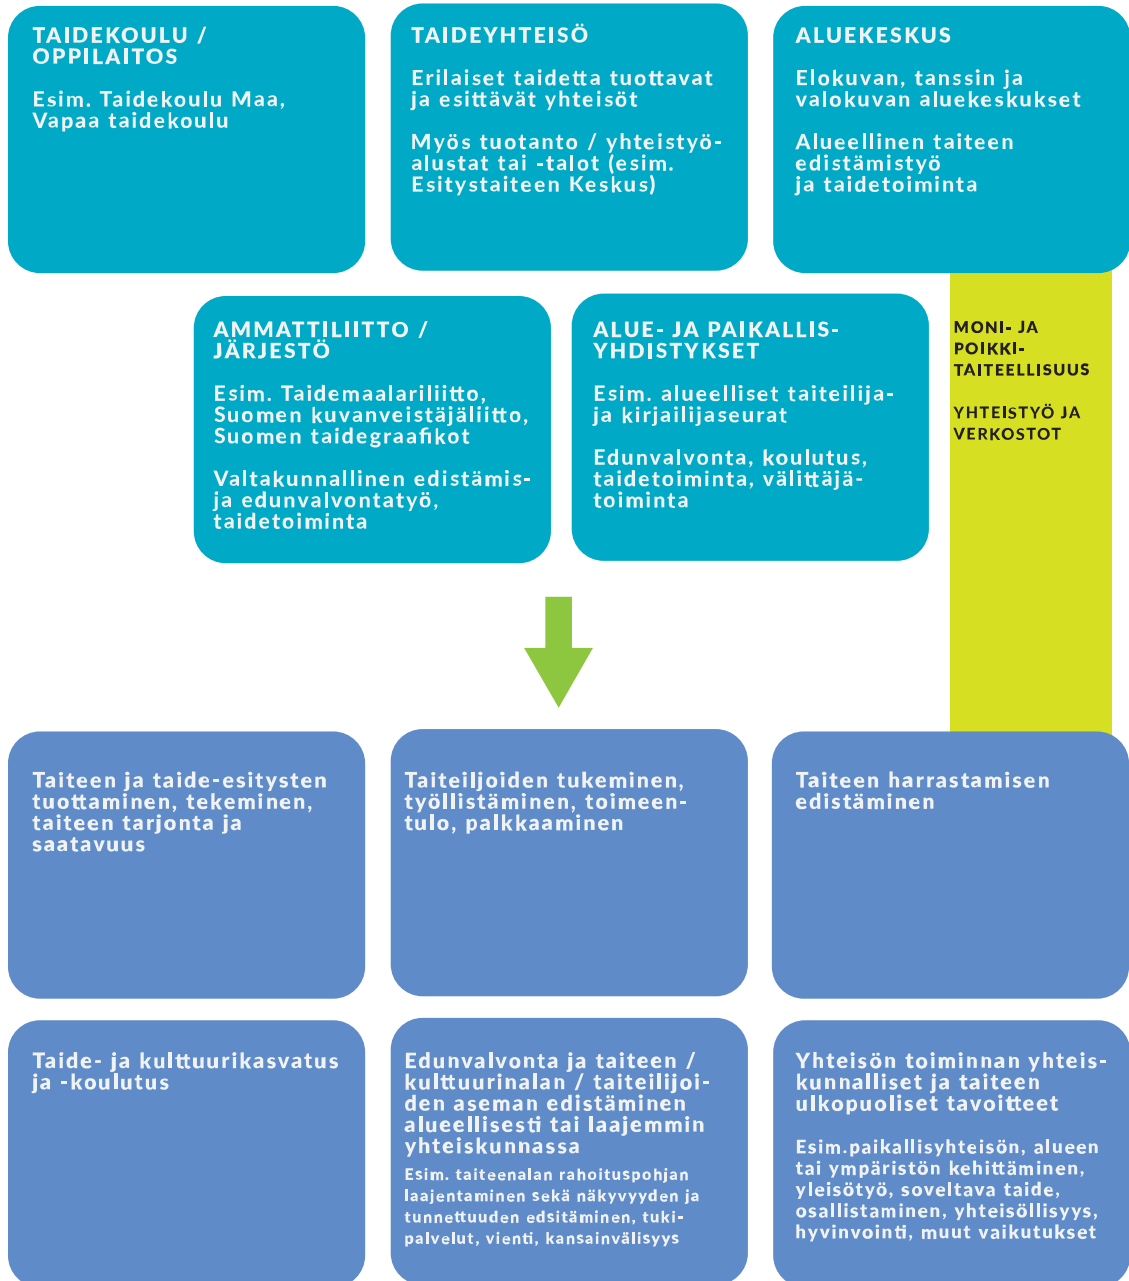 TAIDEKOULU /
OPPILAITOS
Esim. Taidekoulu Maa,
Vapaa taidekoulu
TAIDEYHTEISÖ
Erilaiset taidetta tuottavat
ja esittävät yhteisöt
Myös tuotanto / yhteistyö-
alustat tai -talot (esim.
Esitystaiteen Keskus)
ALUEKESKUS
Elokuvan, tanssin ja
valokuvan aluekeskukset
Alueellinen taiteen
edistämistyö
ja taidetoiminta
AMMATTILIITTO /
JÄRJESTÖ
Esim. Taidemaalariliitto,
Suomen kuvanveistäjäliitto,
Suomen taidegraafikot
Valtakunnallinen edistämis-
ja edunvalvontatyö,
taidetoiminta
ALUE- JA PAIKALLIS-
YHDISTYKSET
Esim. alueelliset taiteilija-
ja kirjailijaseurat
Edunvalvonta, koulutus,
taidetoiminta, välittäjä-
toiminta
MONI- JA
POIKKI-
TAITEELLISUUS
YHTEISTYÖ JA
VERKOSTOT
Taiteen ja taide-esitysten
tuottaminen, tekeminen,
taiteen tarjonta ja
saatavuus
Taiteiljoiden tukeminen,
työllistäminen, toimeen-
tulo, palkkaaminen
Taiteen harrastamisen
edistäminen
Taide- ja kulttuurikasvatus
ja -koulutus
Edunvalvonta ja taiteen /
kulttuurinalan / taiteilijoi-
den aseman edistäminen
alueellisesti tai laajemmin
yhteiskunnassa
Esim. taiteenalan rahoituspohjan
laajentaminen sekä näkyvyyden ja
tunnettuuden edsitäminen, tuki-
palvelut, vienti, kansainvälisyys
Yhteisön toiminnan yhteis-
kunnalliset ja taiteen
ulkopuoliset tavoitteet
Esim.paikallisyhteisön, alueen
tai ympäristön kehittäminen,
yleisötyö, soveltava taide,
osallistaminen, yhteisöllisyys,
hyvinvointi, muut vaikutukset